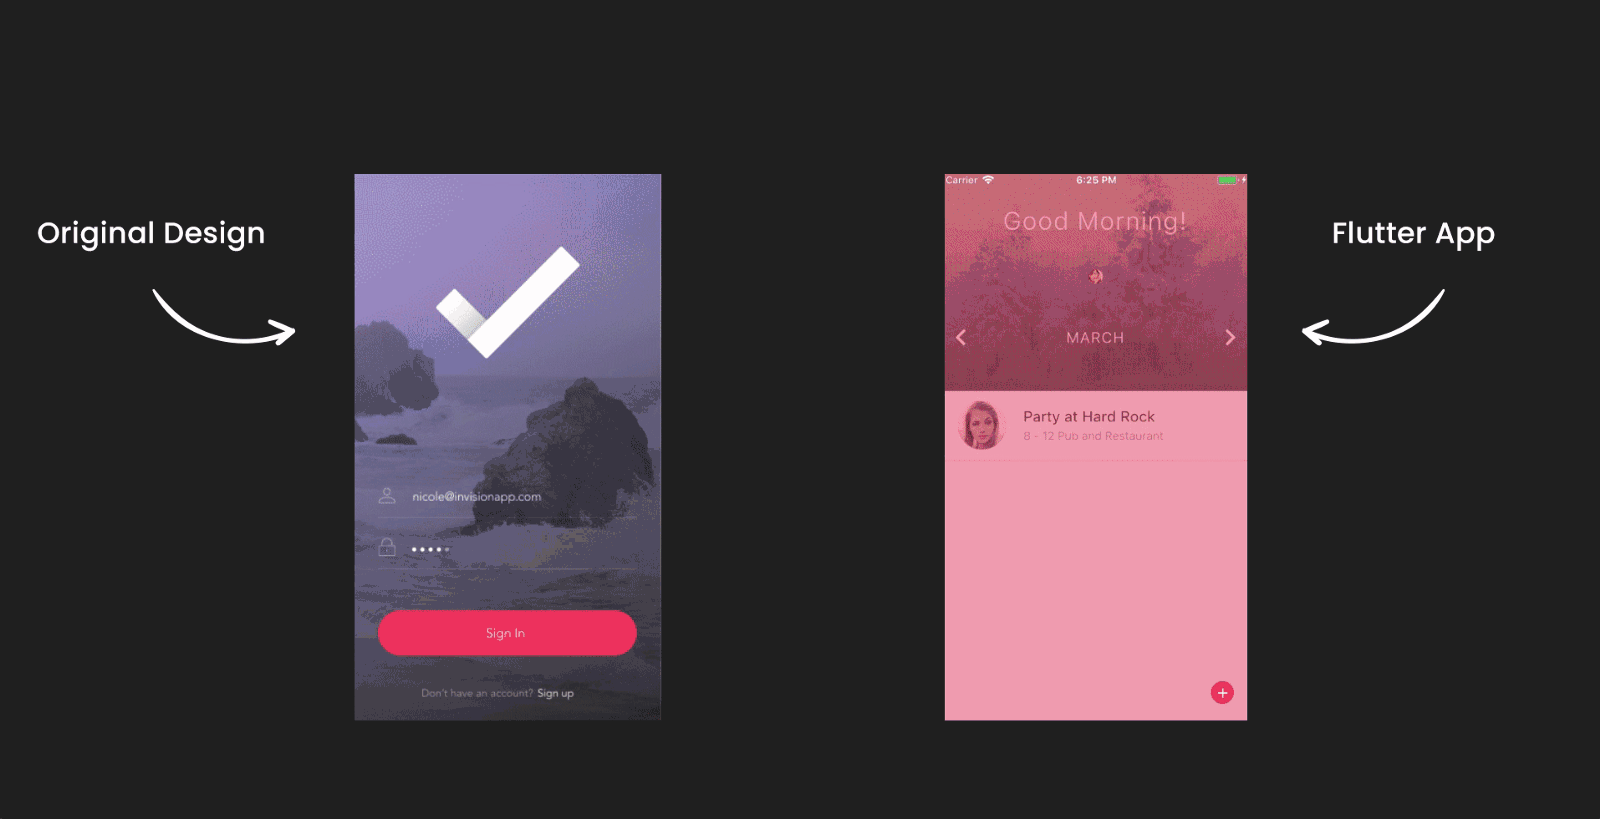 Original Design
nicole@invisionapp.com
Sign In
Don't have an account? Sign up
Carrier
6:25 PM
Good Morning!
MARCH
Party at Hard Rock
8 - 12 Pub and Restaurant
+
Flutter App